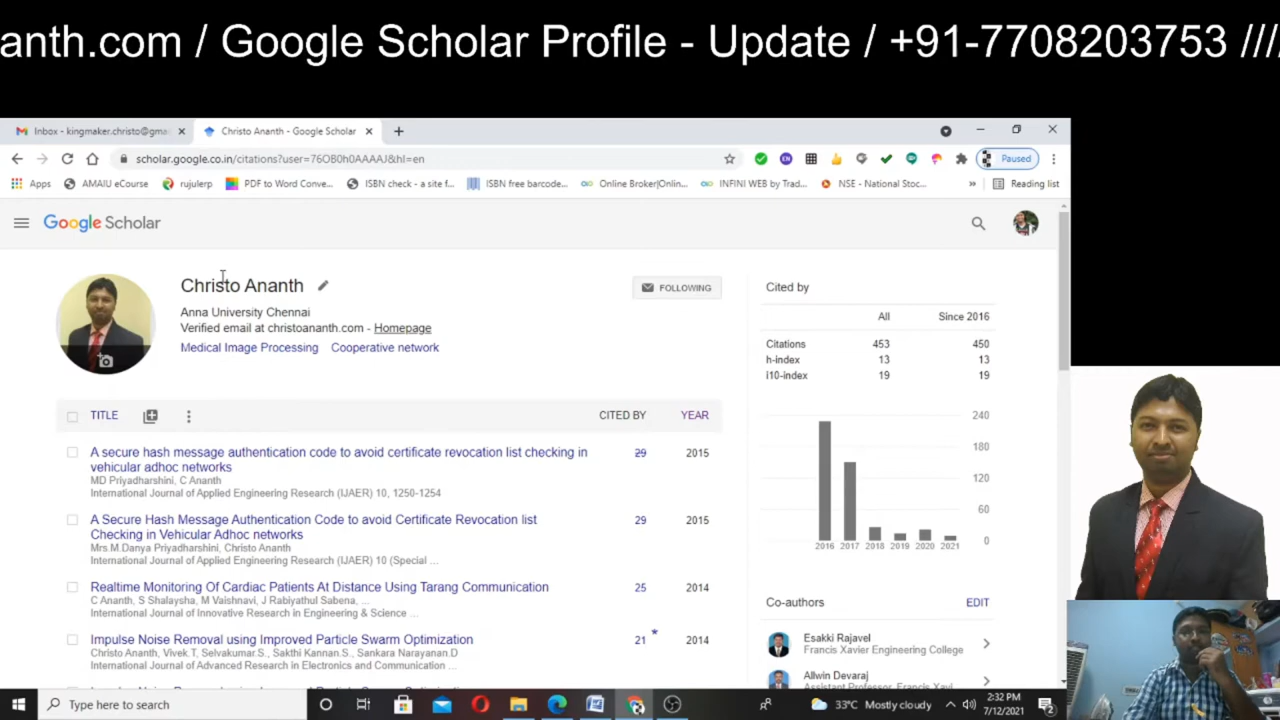 anth.com / Google Scholar Profile - Update / +91-7708203753 ////
Inbox - kingmaker.christo@gma
Christo Ananth - Google Scholar
scholar.google.co.in/citations?user=76OB0h0AAAAJ&hl=en
Paused
Apps
AMAIU eCourse
rujulerp
PDF to Word Conve...
ISBN check - a site f...
ISBN free barcode...
Online Broker|Onlin...
INFINI WEB by Trad...
NSE - National Stoc...
»
Reading list
Google Scholar
Christo Ananth
FOLLOWING
Anna University Chennai
Verified email at christoananth.com - Homepage
Medical Image Processing Cooperative network
Cited by
All Since 2016
Citations 453 450
h-index 13 13
i10-index 19 19
240
180
120
60
0
2016 2017 2018 2019 2020 2021
TITLE CITED BY YEAR
A secure hash message authentication code to avoid certificate revocation list checking in 29 2015
vehicular adhoc networks
MD Priyadharshini, C Ananth
International Journal of Applied Engineering Research (IJAER) 10, 1250-1254
A Secure Hash Message Authentication Code to avoid Certificate Revocation list 29 2015
Checking in Vehicular Adhoc networks
Mrs.M.Danya Priyadharshini, Christo Ananth
International Journal of Applied Engineering Research (IJAER) 10 (Special ...
Realtime Monitoring Of Cardiac Patients At Distance Using Tarang Communication 25 2014
C Ananth, S Shalaysha, M Vaishnavi, J Rabiyathul Sabena, ...
International Journal of Innovative Research in Engineering & Science ...
Impulse Noise Removal using Improved Particle Swarm Optimization 21 * 2014
Christo Ananth, Vivek.T, Selvakumar.S., Sakthi Kannan.S., Sankara Narayanan.D
International Journal of Advanced Research in Electronics and Communication ...
Co-authors EDIT
Esakki Rajavel
Francis Xavier Engineering College
Allwin Devaraj
Assistant Professor, Francis Xavi
Type here to search
33°C Mostly cloudy
2:32 PM
7/12/2021
2